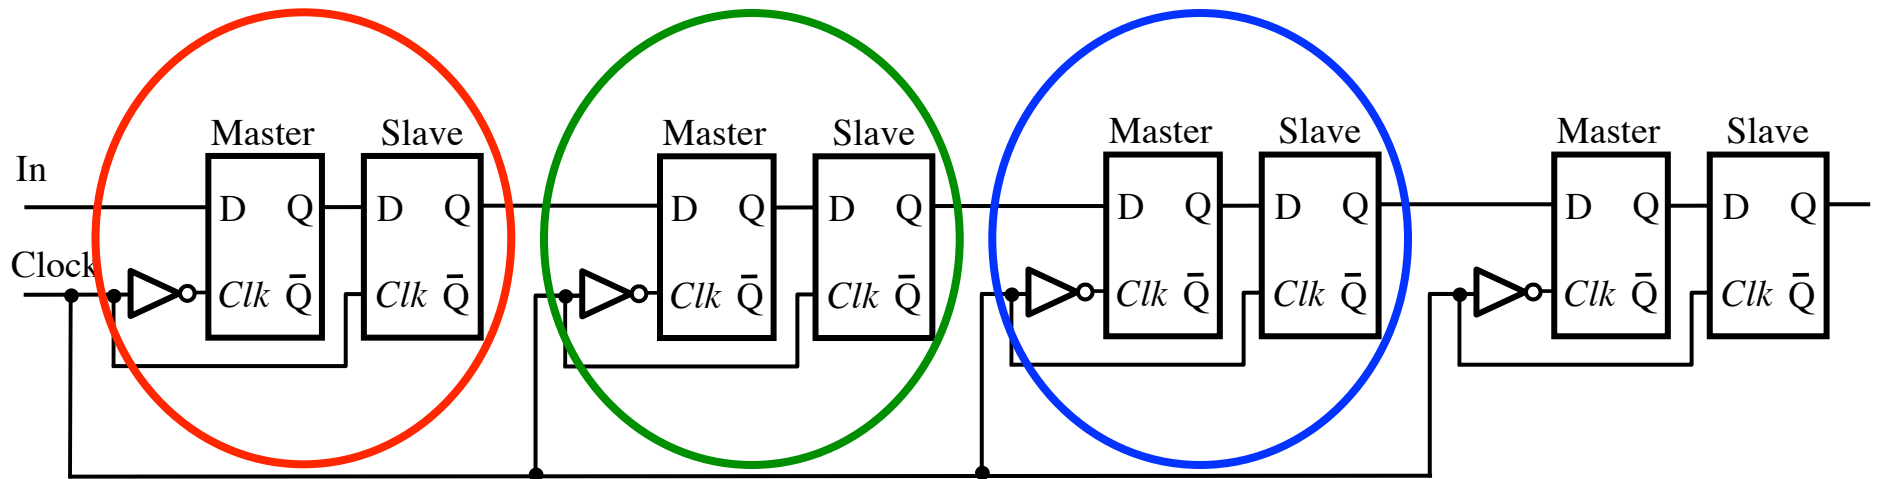 Master Slave Master Slave Master Slave Master Slave
In
D Q D Q D Q D Q D Q D Q D Q D Q
Clock
Clk Q̄ Clk Q̄ Clk Q̄ Clk Q̄ Clk Q̄ Clk Q̄ Clk Q̄ Clk Q̄